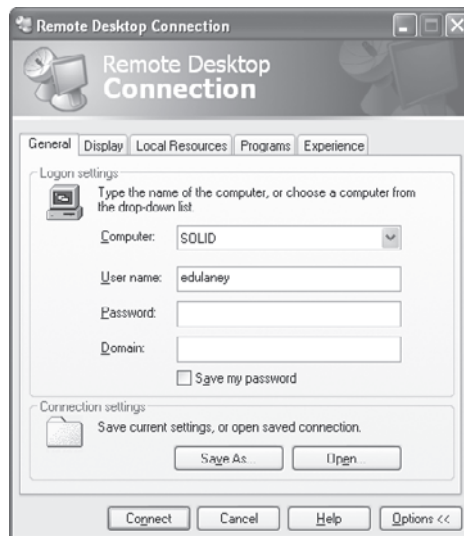 Remote Desktop Connection
Remote Desktop
Connection
General Display Local Resources Programs Experience
Logon settings
Type the name of the computer, or choose a computer from
the drop-down list.
Computer: SOLID
User name: edulaney
Password:
Domain:
Save my password
Connection settings
Save current settings, or open saved connection.
Save As... Open...
Connect Cancel Help Options <<